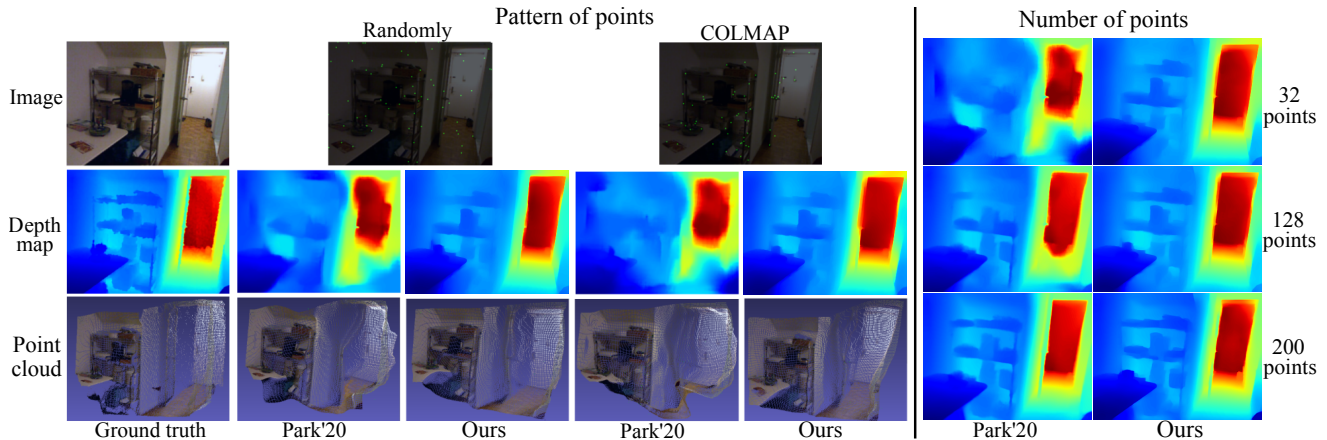 Pattern of points
Randomly
COLMAP
Image
Depth
map
Point
cloud
Ground truth
Park'20
Ours
Park'20
Ours
Number of points
32
points
128
points
200
points
Park'20
Ours